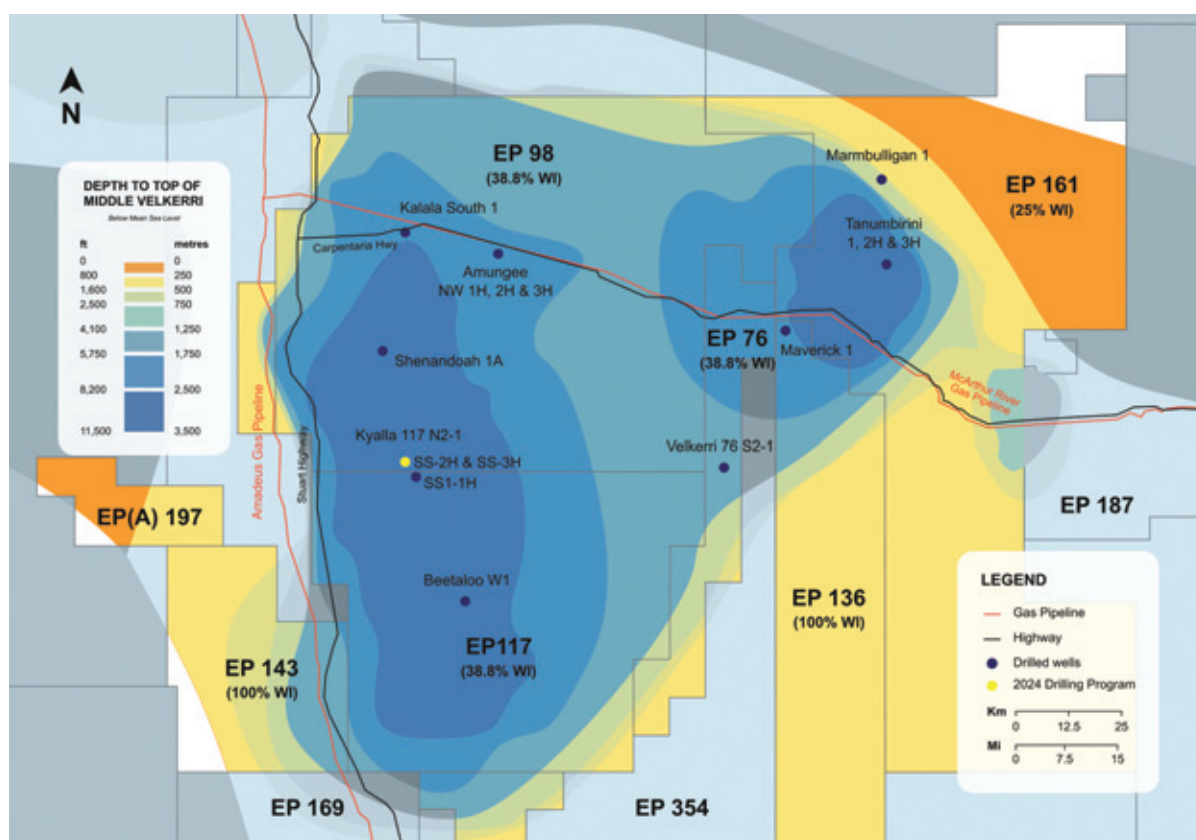 N
DEPTH TO TOP OF
MIDDLE VELKERRI
Below Mean Sea Level
ft metres
0 0
800 250
1,600 500
2,500 750
4,100 1,250
5,750 1,750
8,200 2,500
11,500 3,500
EP 98
(38.8% WI)
Marmbulligan 1
EP 161
(25% WI)
Kalala South 1
Tanumbirini
1, 2H & 3H
Carpentaria Hwy
Amungee
NW 1H, 2H & 3H
EP 76
(38.8% WI)
Maverick 1
Shenandoah 1A
McArthur River
Gas Pipeline
Amadeus Gas Pipeline
Stuart Highway
Kyalla 117 N2-1
SS-2H & SS-3H
SS1-1H
Velkerri 76 S2-1
EP 187
EP(A) 197
Beetaloo W1
EP 136
(100% WI)
EP117
(38.8% WI)
EP 143
(100% WI)
EP 169
EP 354
LEGEND
Gas Pipeline
Highway
Drilled wells
2024 Drilling Program
Km
0 12.5 25
Mi
0 7.5 15